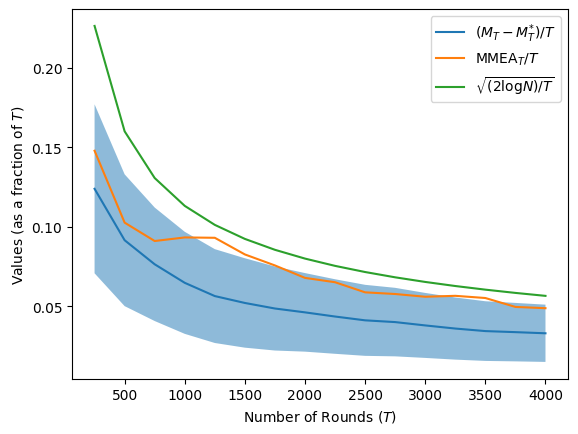 (M_T − M_T^*)/T
MMEA_T/T
√(2logN)/T
Values (as a fraction of T)
0.20
0.15
0.10
0.05
500 1000 1500 2000 2500 3000 3500 4000
Number of Rounds (T)